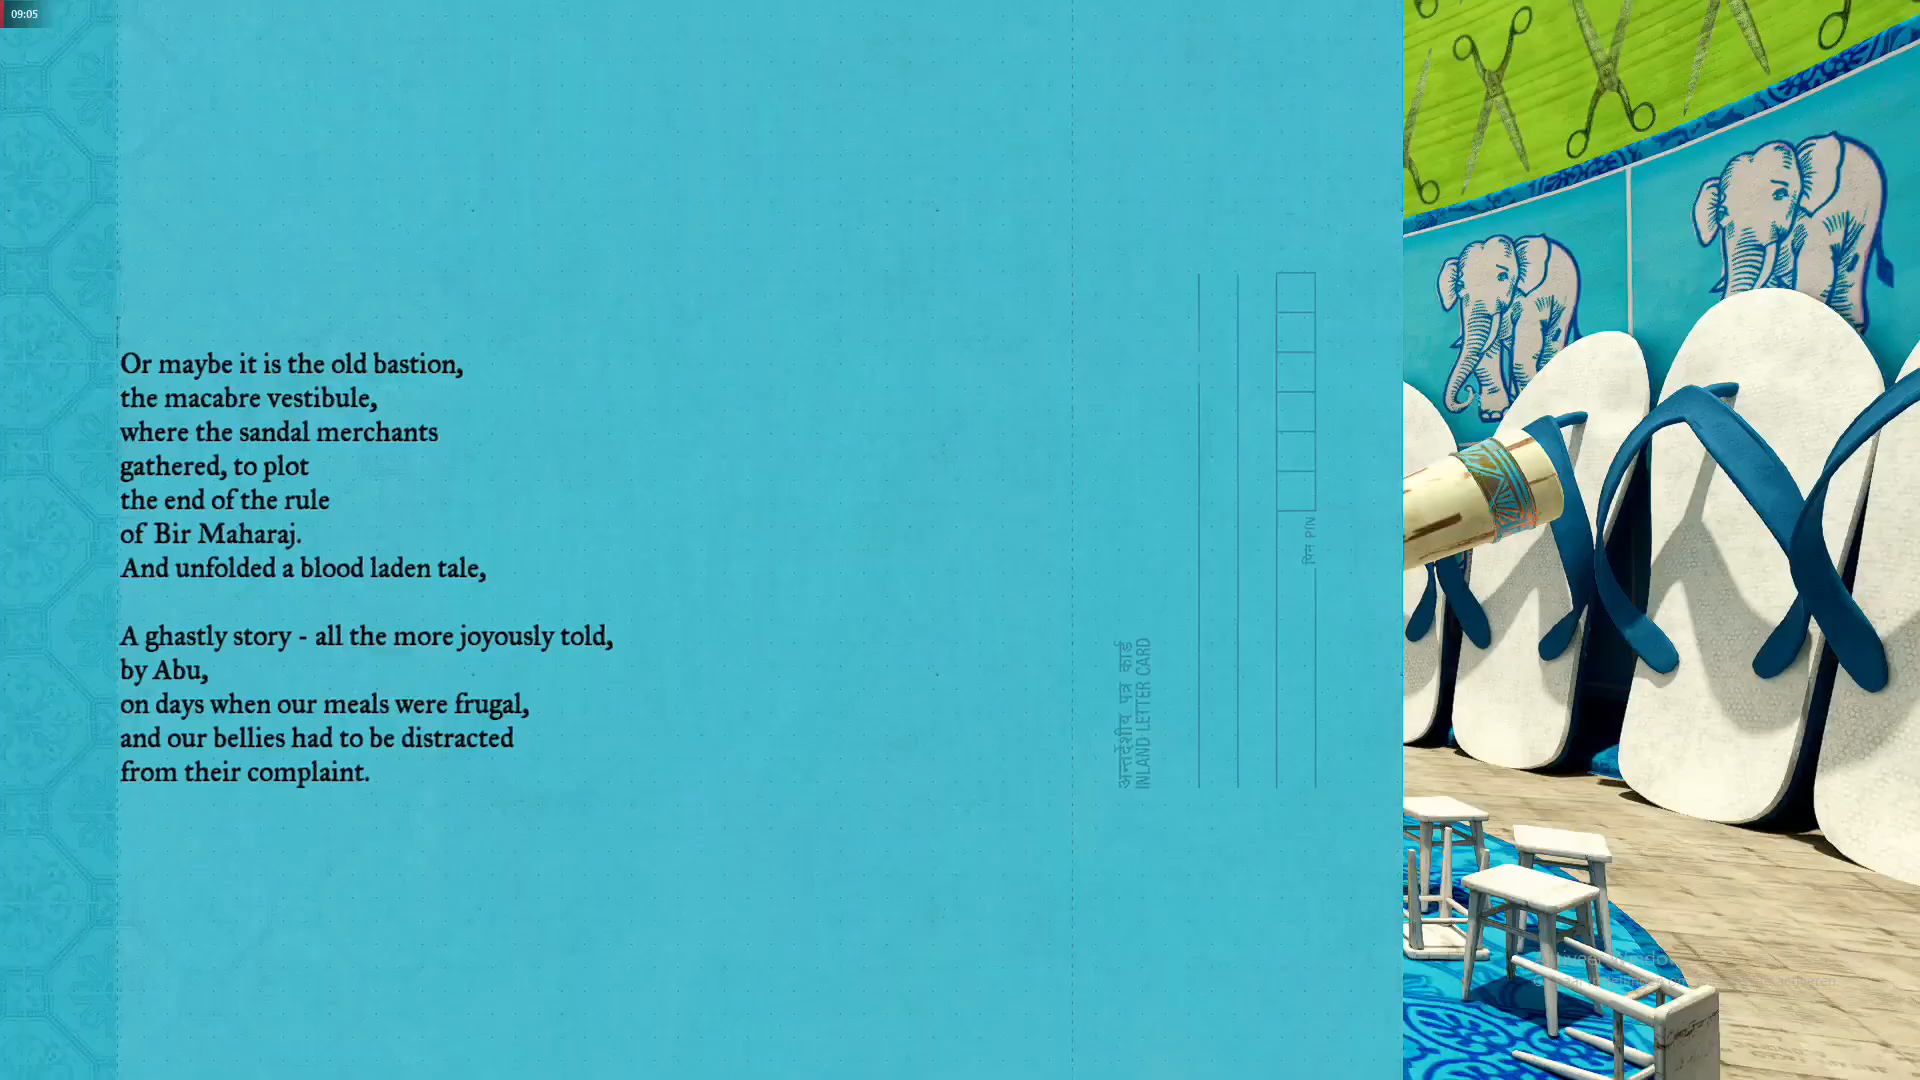 09:05
Or maybe it is the old bastion,
the macabre vestibule,
where the sandal merchants
gathered, to plot
the end of the rule
of Bir Maharaj.
And unfolded a blood laden tale,
A ghastly story - all the more joyously told,
by Abu,
on days when our meals were frugal,
and our bellies had to be distracted
from their complaint.
अन्तर्देशीय पत्र कार्ड
INLAND LETTER CARD
पिन PIN